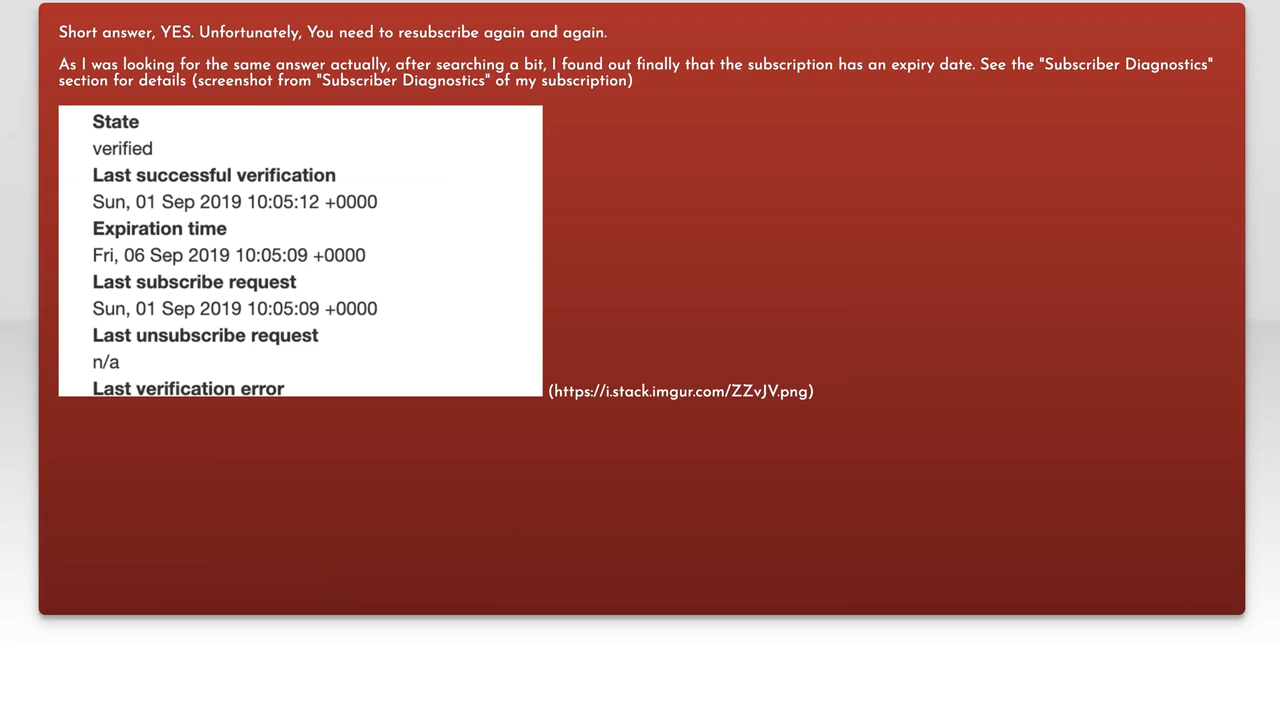 Short answer, YES. Unfortunately, You need to resubscribe again and again.
As I was looking for the same answer actually, after searching a bit, I found out finally that the subscription has an expiry date. See the "Subscriber Diagnostics"
section for details (screenshot from "Subscriber Diagnostics" of my subscription)
State
verified
Last successful verification
Sun, 01 Sep 2019 10:05:12 +0000
Expiration time
Fri, 06 Sep 2019 10:05:09 +0000
Last subscribe request
Sun, 01 Sep 2019 10:05:09 +0000
Last unsubscribe request
n/a
Last verification error
(https://i.stack.imgur.com/ZZvJV.png)